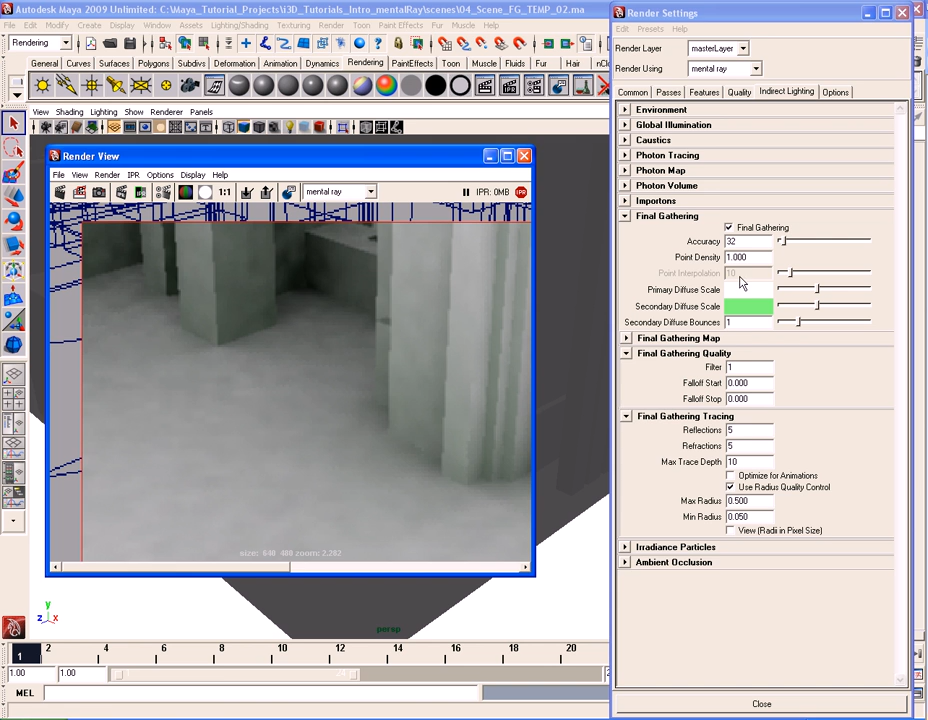 Autodesk Maya 2009 Unlimited: C:\Maya_Tutorial_Projects\i3D_Tutorials_Intro_mentalRay\scenes\04_Scene_FG_TEMP_02.ma
File Edit Modify Create Display Window Assets Lighting/Shading Texturing Render Toon Paint Effects Fur Muscle Help
Rendering
General Curves Surfaces Polygons Subdivs Deformation Animation Dynamics Rendering PaintEffects Toon Muscle Fluids Fur Hair
IPR
View Shading Lighting Show Renderer Panels
Render View
File View Render IPR Options Display Help
IPR
1:1
mental ray
IPR: 0MB
size: 640 480 zoom: 2.282
y
z x
persp
1 2 4 6 8 10 12 14 16 18 20
1.00 1.00
MEL
Render Settings
Edit Presets Help
Render Layer masterLayer
Render Using mental ray
Common Passes Features Quality Indirect Lighting Options
Environment
Global Illumination
Caustics
Photon Tracing
Photon Map
Photon Volume
Importons
Final Gathering
Final Gathering
Accuracy 32
Point Density 1.000
Point Interpolation 10
Primary Diffuse Scale
Secondary Diffuse Scale
Secondary Diffuse Bounces 1
Final Gathering Map
Final Gathering Quality
Filter 1
Falloff Start 0.000
Falloff Stop 0.000
Final Gathering Tracing
Reflections 5
Refractions 5
Max Trace Depth 10
Optimize for Animations
Use Radius Quality Control
Max Radius 0.500
Min Radius 0.050
View (Radii in Pixel Size)
Irradiance Particles
Ambient Occlusion
Close